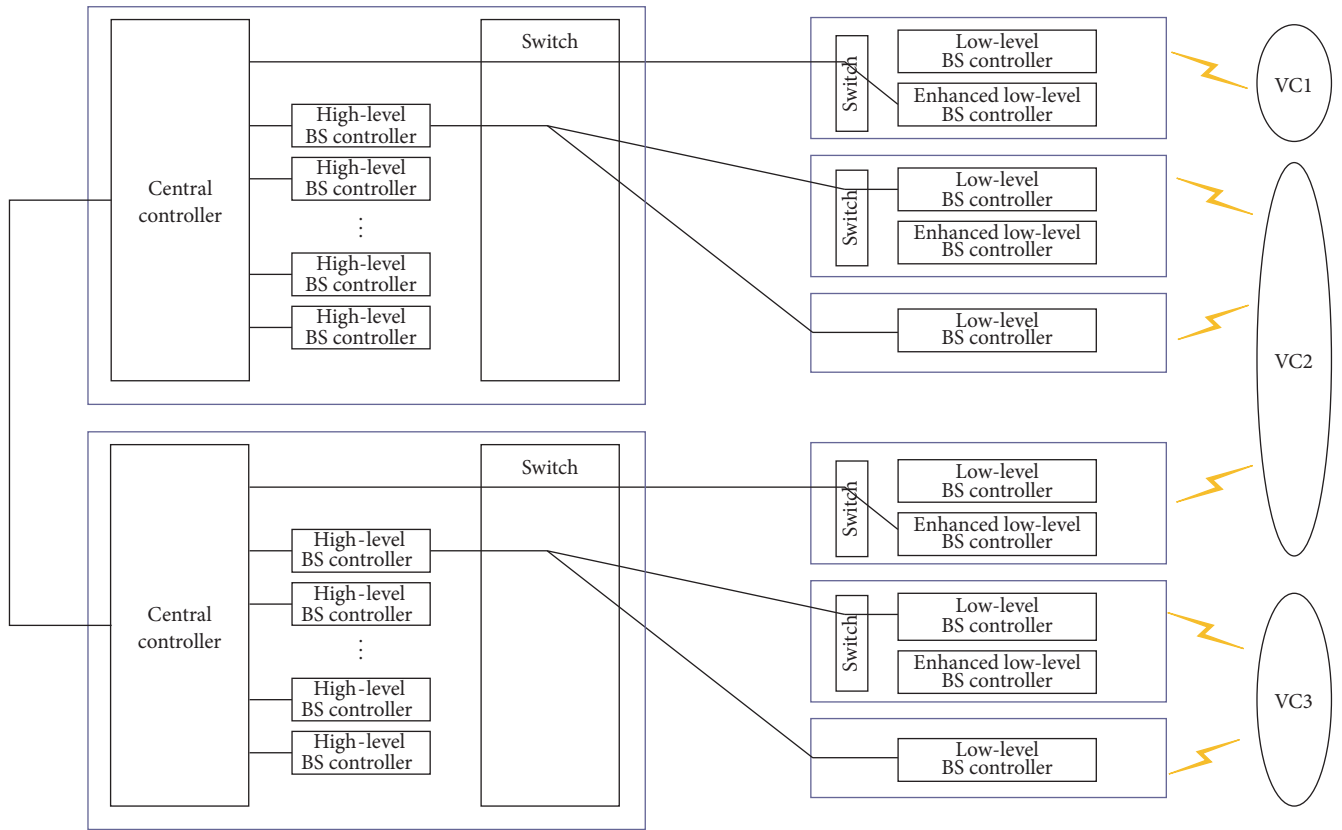 Central
controller
High-level
BS controller
High-level
BS controller
⋮
High-level
BS controller
High-level
BS controller
Switch
Switch
Low-level
BS controller
Enhanced low-level
BS controller
Switch
Low-level
BS controller
Enhanced low-level
BS controller
Low-level
BS controller
VC1
VC2
Central
controller
High-level
BS controller
High-level
BS controller
⋮
High-level
BS controller
High-level
BS controller
Switch
Switch
Low-level
BS controller
Enhanced low-level
BS controller
Switch
Low-level
BS controller
Enhanced low-level
BS controller
Low-level
BS controller
VC3